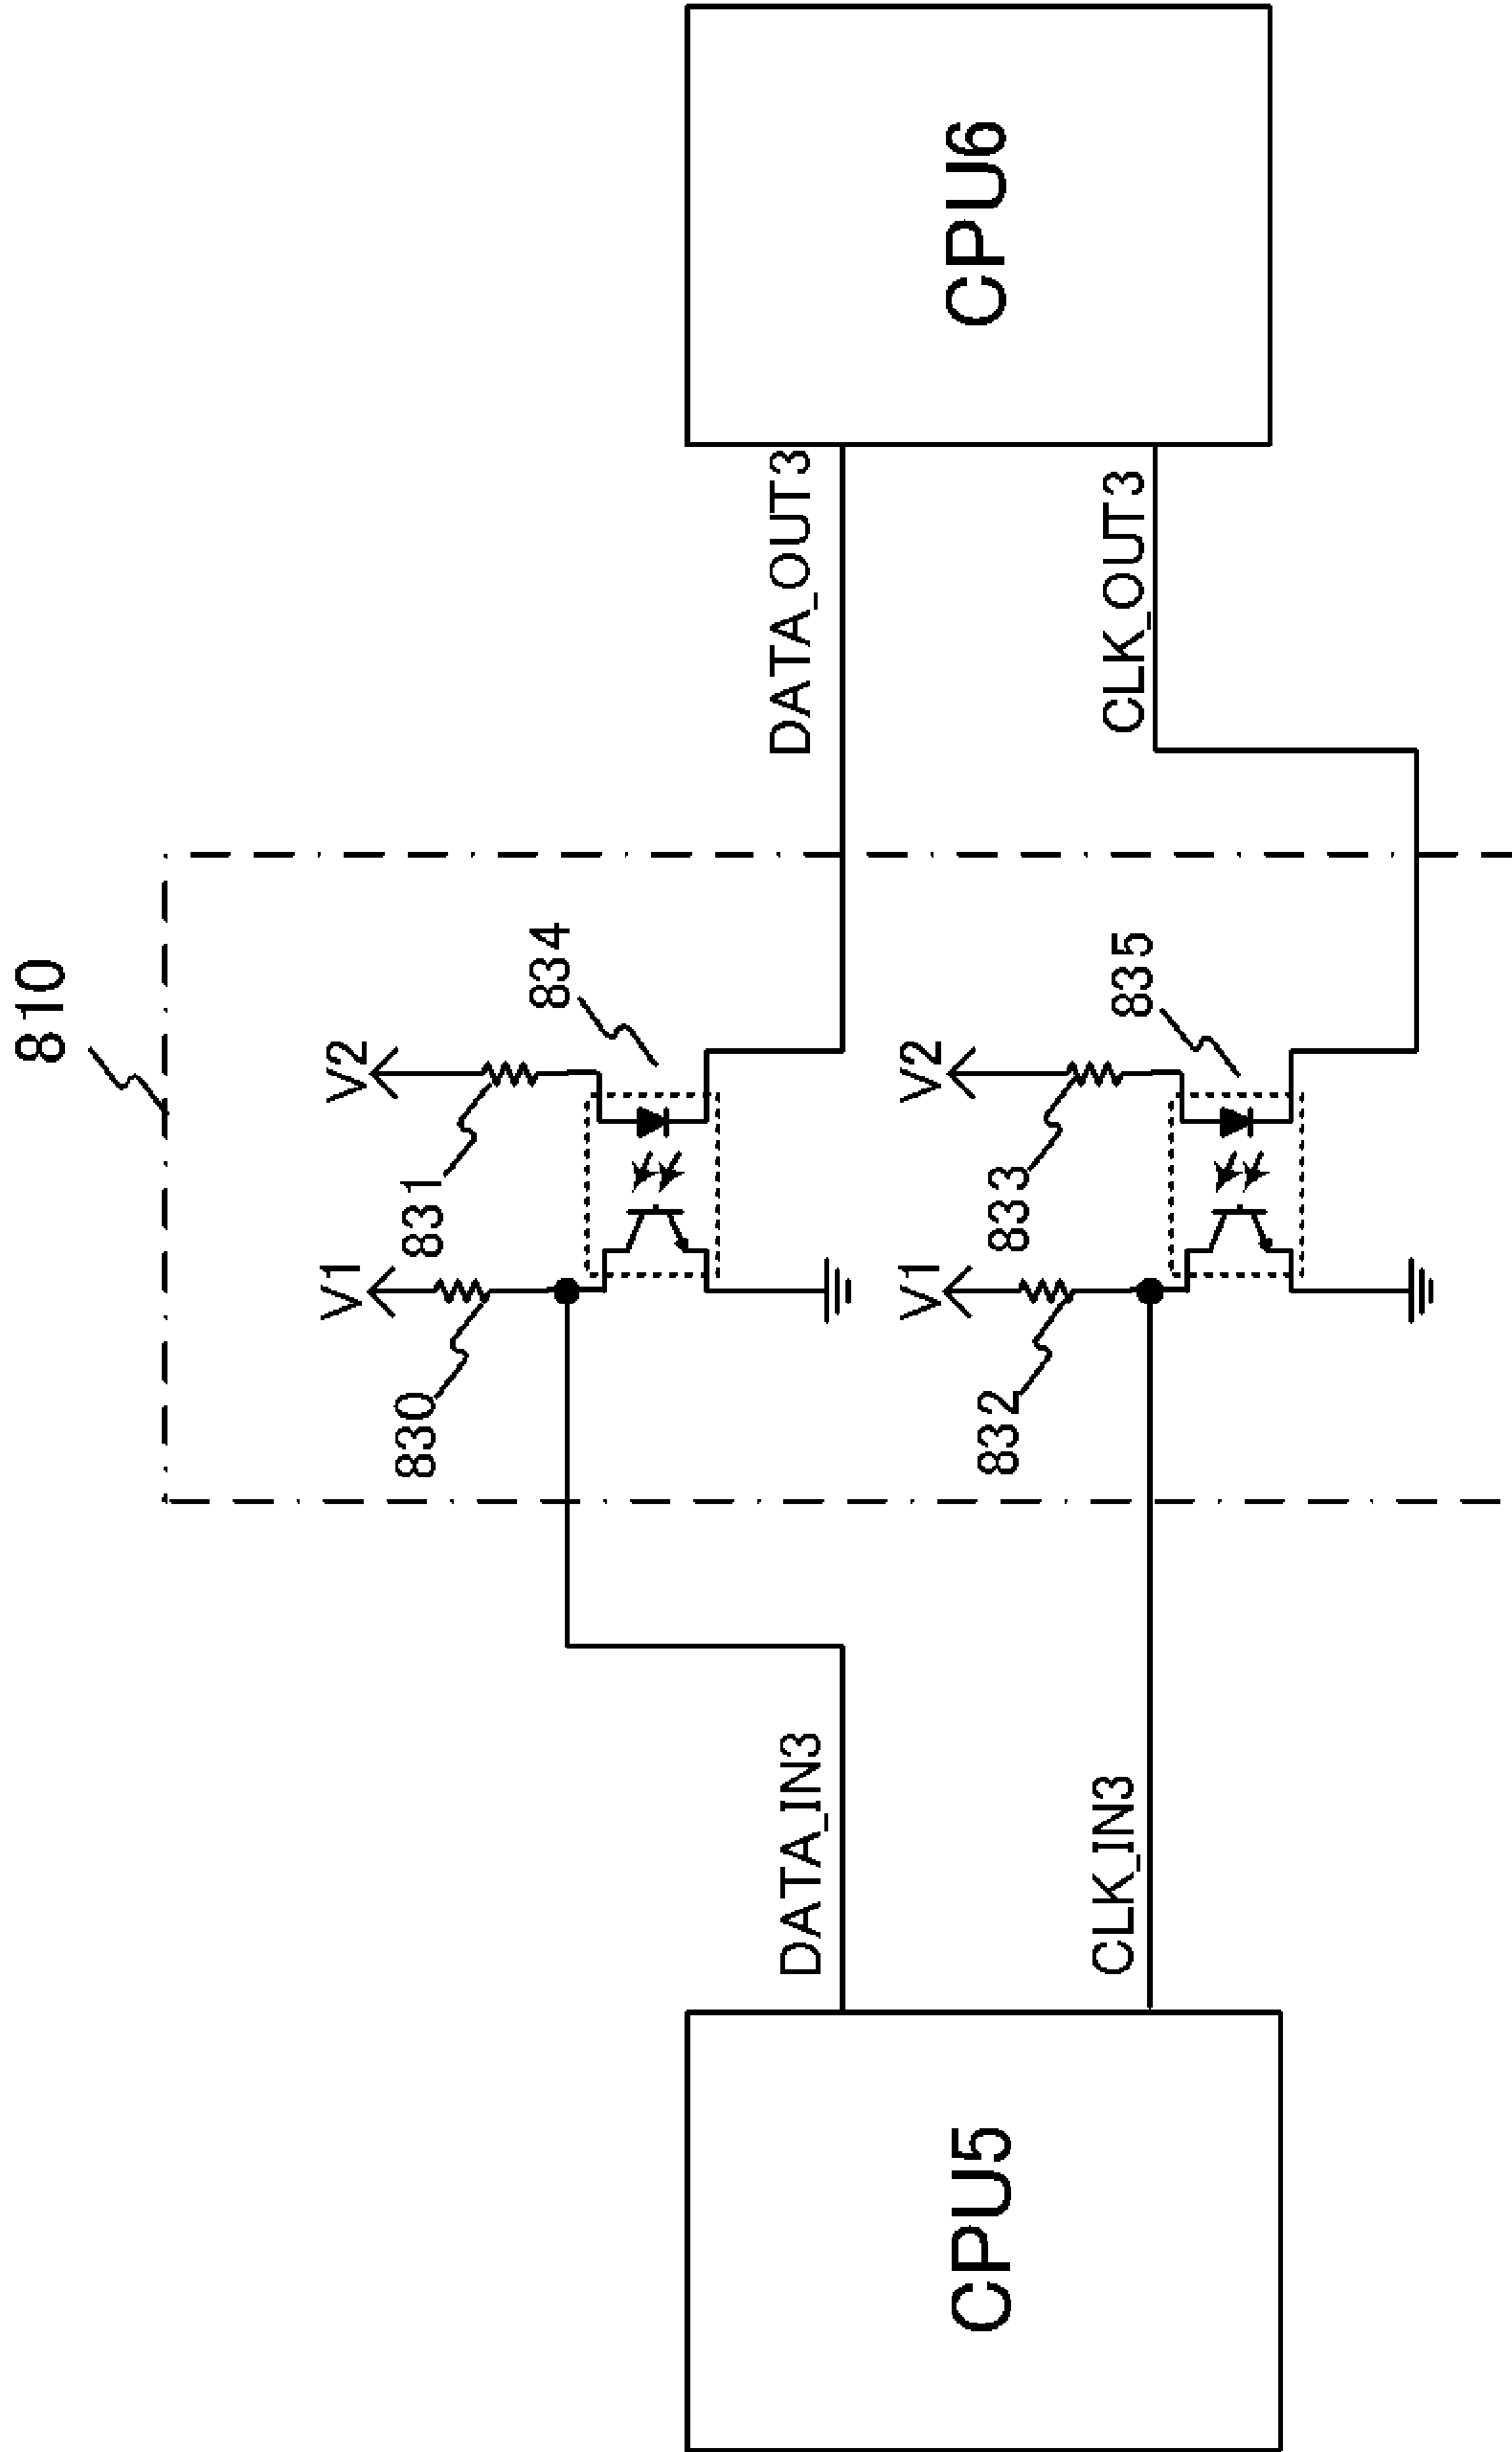 810
V1
V2
830
831
834
V1
V2
832
833
835
DATA_IN3
DATA_OUT3
CLK_IN3
CLK_OUT3
CPU5
CPU6